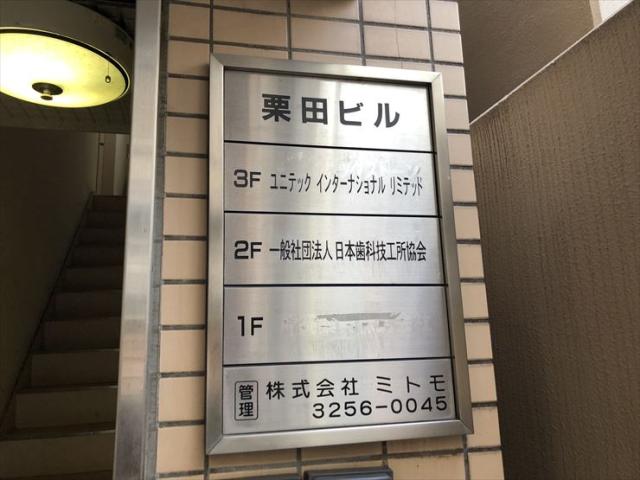 栗田ビル
3F ユニテック インターナショナル リミテッド
2F 一般社団法人 日本歯科技工所協会
1F
管理 株式会社 ミトモ
3256-0045